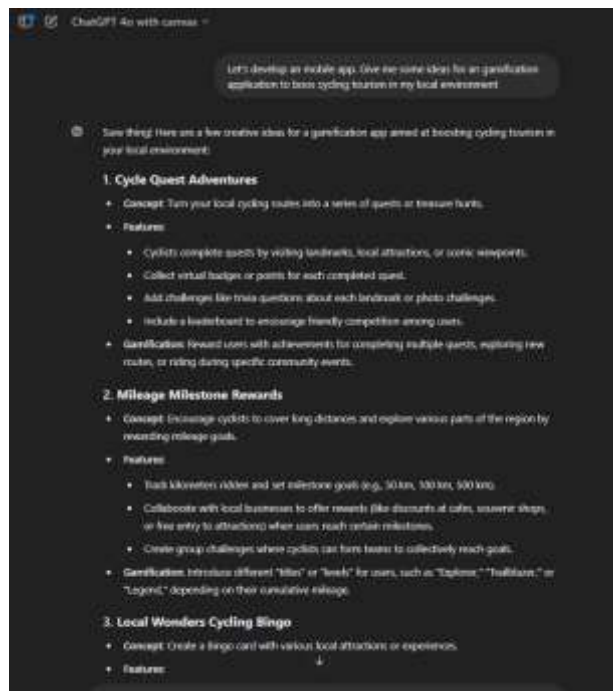 ChatGPT 4o with canvas
Let's develop an mobile app. Give me some ideas for an gamification
application to boos cycling tourism in my local environment
Sure thing! Here are a few creative ideas for a gamification app aimed at boosting cycling tourism in
your local environment:
1. Cycle Quest Adventures
Concept: Turn your local cycling routes into a series of quests or treasure hunts.
Features:
Cyclists complete quests by visiting landmarks, local attractions, or scenic viewpoints.
Collect virtual badges or points for each completed quest.
Add challenges like trivia questions about each landmark or photo challenges.
Include a leaderboard to encourage friendly competition among users.
Gamification: Reward users with achievements for completing multiple quests, exploring new
routes, or riding during specific community events.
2. Mileage Milestone Rewards
Concept: Encourage cyclists to cover long distances and explore various parts of the region by
rewarding mileage goals.
Features:
Track kilometers ridden and set milestone goals (e.g., 50 km, 100 km, 500 km).
Collaborate with local businesses to offer rewards (like discounts at cafes, souvenir shops,
or free entry to attractions) when users reach certain milestones.
Create group challenges where cyclists can form teams to collectively reach goals.
Gamification: Introduce different "titles" or "levels" for users, such as "Explorer," "Trailblazer," or
"Legend," depending on their cumulative mileage.
3. Local Wonders Cycling Bingo
Concept: Create a bingo card with various local attractions or experiences.
Features: